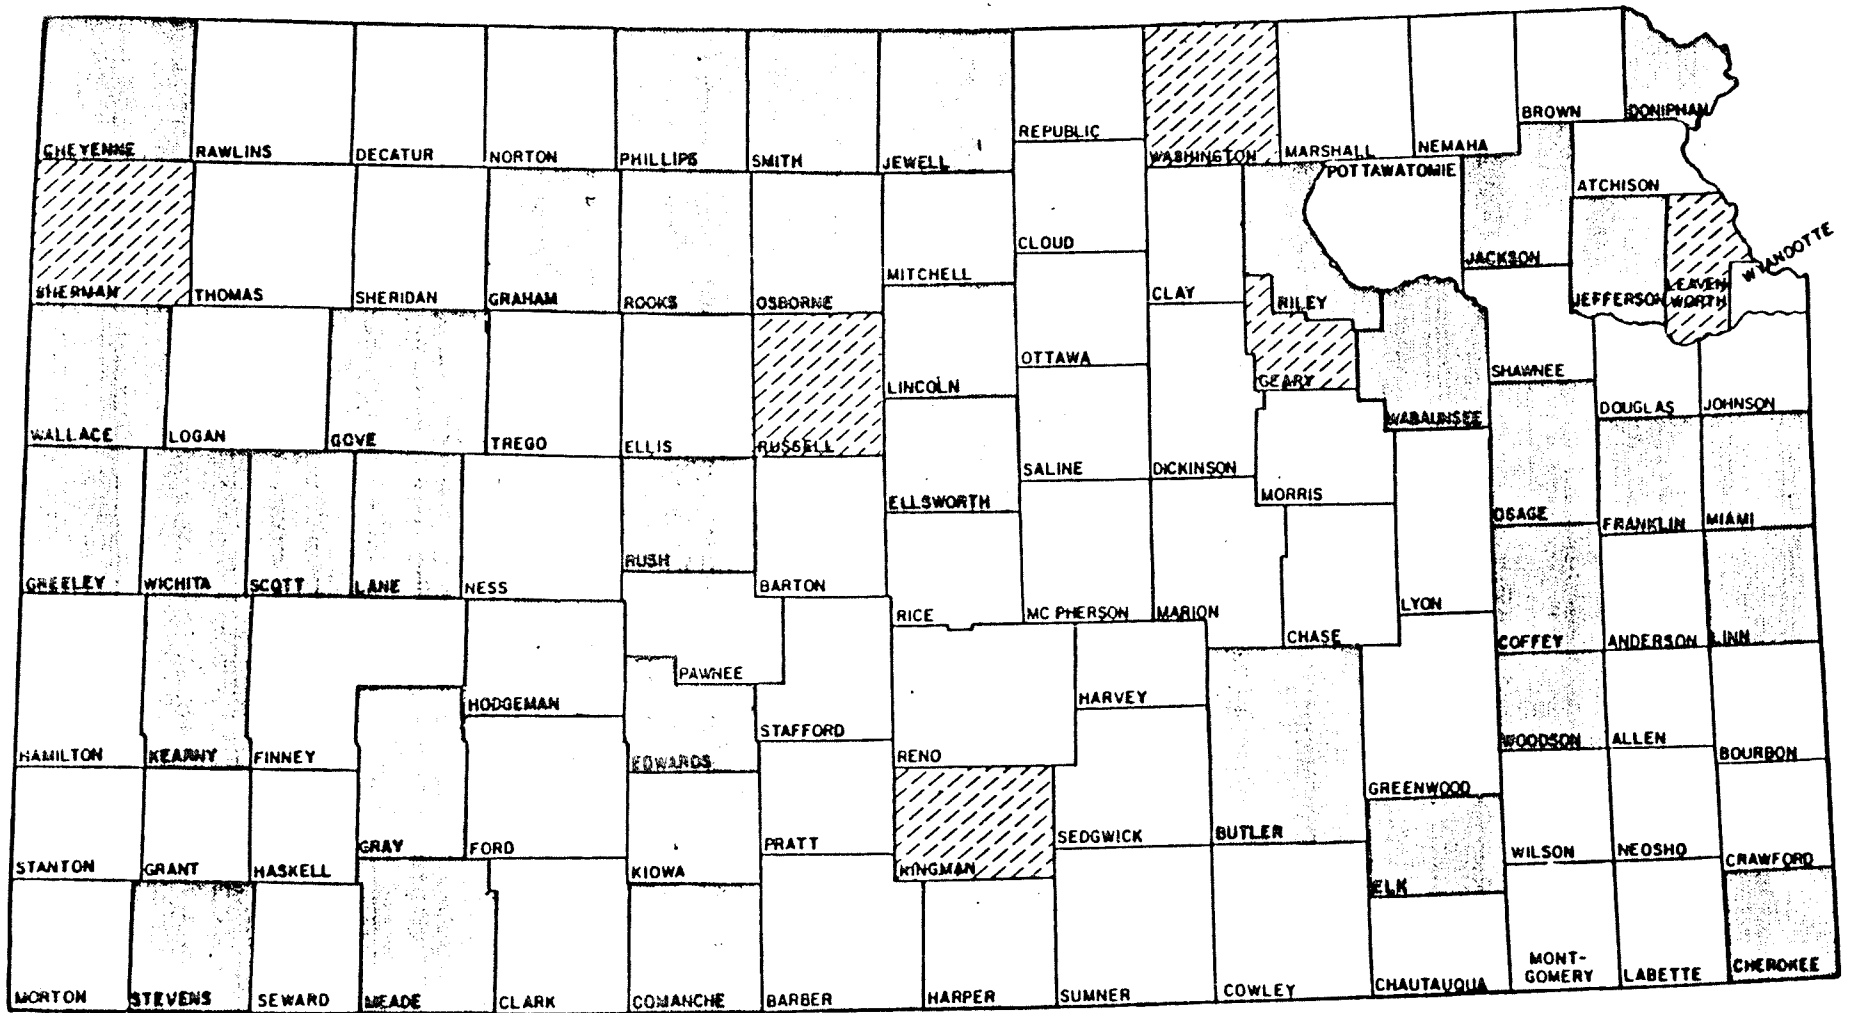 CHEYENNE
RAWLINS
DECATUR
NORTON
PHILLIPS
SMITH
JEWELL
REPUBLIC
WASHINGTON
MARSHALL
NEMAHA
BROWN
DONIPHAN
SHERMAN
THOMAS
SHERIDAN
GRAHAM
ROOKS
OSBORNE
MITCHELL
CLOUD
CLAY
RILEY
POTTAWATOMIE
JACKSON
ATCHISON
JEFFERSON
LEAVEN-
WORTH
WYANDOTTE
WALLACE
LOGAN
GOVE
TREGO
ELLIS
RUSSELL
LINCOLN
OTTAWA
GEARY
WABAUNSEE
SHAWNEE
DOUGLAS
JOHNSON
GREELEY
WICHITA
SCOTT
LANE
NESS
RUSH
BARTON
ELLSWORTH
SALINE
DICKINSON
MORRIS
OSAGE
FRANKLIN
MIAMI
RICE
MC PHERSON
MARION
CHASE
LYON
COFFEY
ANDERSON
LINN
HAMILTON
KEARNY
FINNEY
HODGEMAN
PAWNEE
EDWARDS
STAFFORD
RENO
HARVEY
GREENWOOD
WOODSON
ALLEN
BOURBON
STANTON
GRANT
HASKELL
GRAY
FORD
KIOWA
PRATT
KINGMAN
SEDGWICK
BUTLER
ELK
WILSON
NEOSHO
CRAWFORD
MORTON
STEVENS
SEWARD
MEADE
CLARK
COMANCHE
BARBER
HARPER
SUMNER
COWLEY
CHAUTAUQUA
MONT-
GOMERY
LABETTE
CHEROKEE